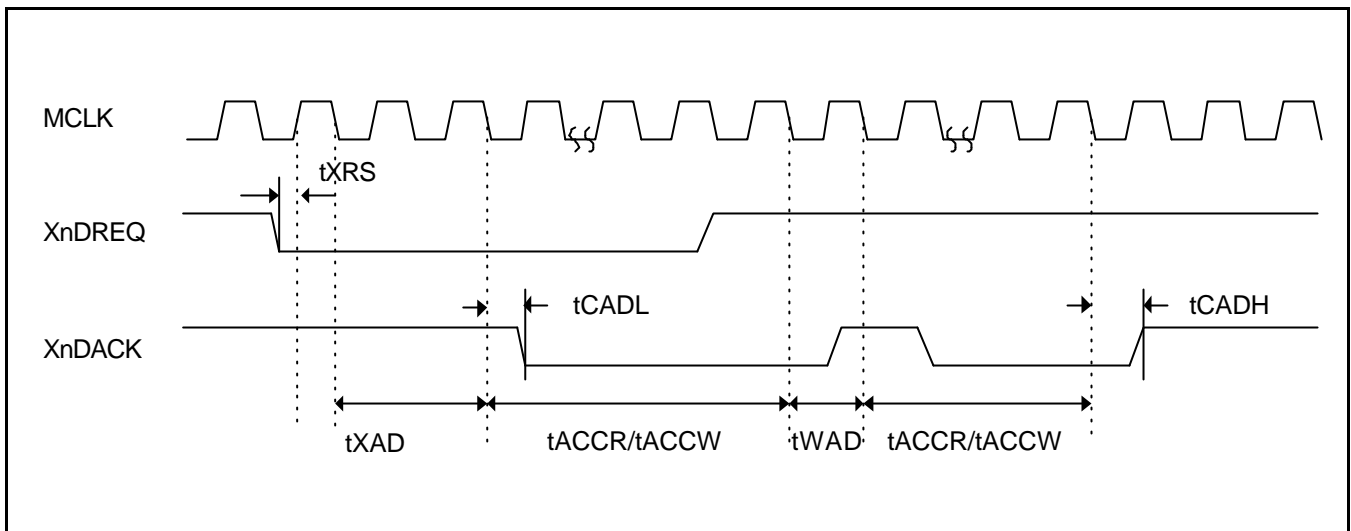 MCLK
tXRS
XnDREQ
tCADL
tCADH
XnDACK
tXAD
tACCR/tACCW
tWAD
tACCR/tACCW